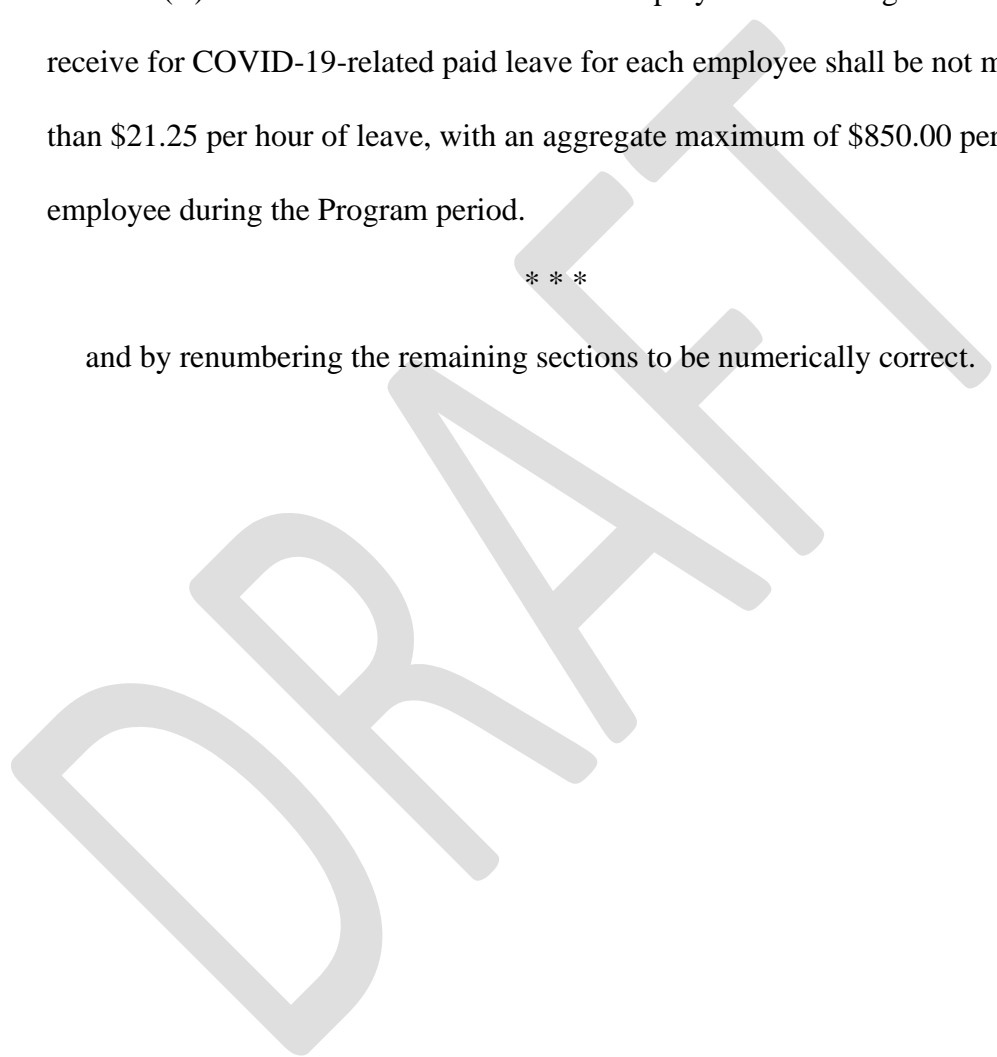 receive for COVID-19-related paid leave for each employee shall be not
than $21.25 per hour of leave, with an aggregate maximum of $850.00 per
employee during the Program period.
* * *
and by renumbering the remaining sections to be numerically correct.
DRAFT